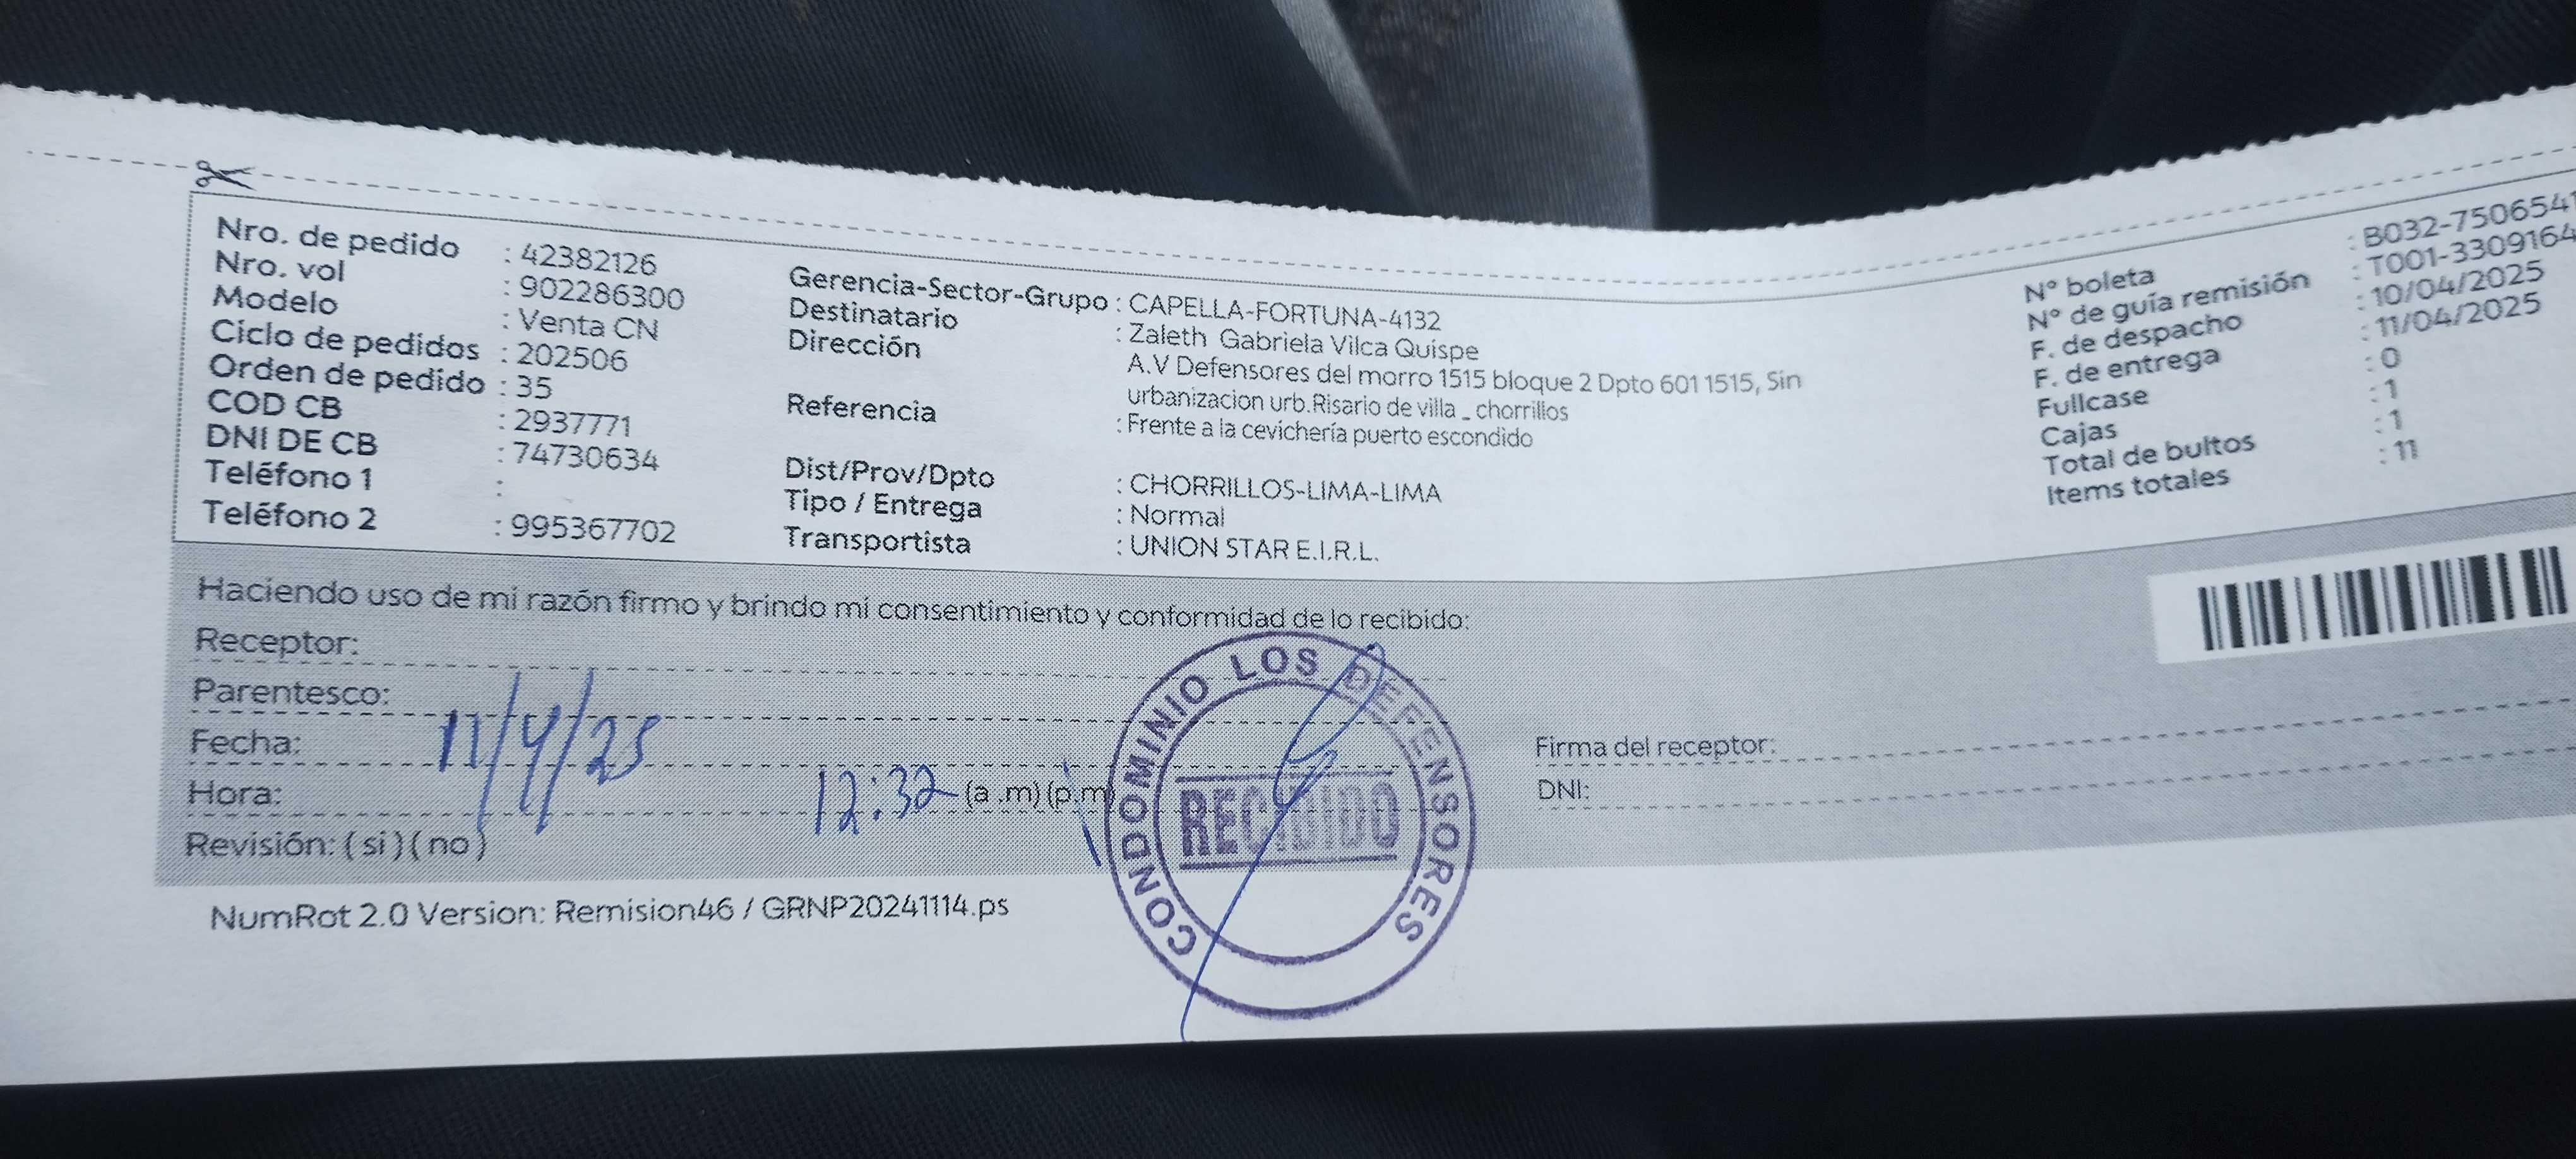 Nro. de pedido : 42382126
Nro. vol : 902286300
Modelo : Venta CN
Ciclo de pedidos : 202506
Orden de pedido : 35
COD CB : 2937771
DNI DE CB : 74730634
Teléfono 1 :
Teléfono 2 : 995367702
Gerencia-Sector-Grupo : CAPELLA-FORTUNA-4132
Destinatario : Zaleth Gabriela Vilca Quispe
Dirección A.V Defensores del morro 1515 bloque 2 Dpto 601 1515, Sin
urbanizacion urb.Risario de villa _ chorrillos
Referencia : Frente a la cevichería puerto escondido
Dist/Prov/Dpto : CHORRILLOS-LIMA-LIMA
Tipo / Entrega : Normal
Transportista : UNION STAR E.I.R.L.
N° boleta : B032-7506541
N° de guía remisión : T001-3309164
F. de despacho : 10/04/2025
F. de entrega : 11/04/2025
Fullcase : 0
Cajas : 1
Total de bultos : 1
Items totales : 11
Haciendo uso de mi razón firmo y brindo mi consentimiento y conformidad de lo recibido:
Receptor:
Parentesco:
Fecha: 11/4/25
Hora: 12:32 (a .m) (p.m)
Revisión: ( si ) ( no )
Firma del receptor:
DNI:
CONDOMINIO LOS DEFENSORES
RECIBIDO
NumRot 2.0 Version: Remision46 / GRNP20241114.ps